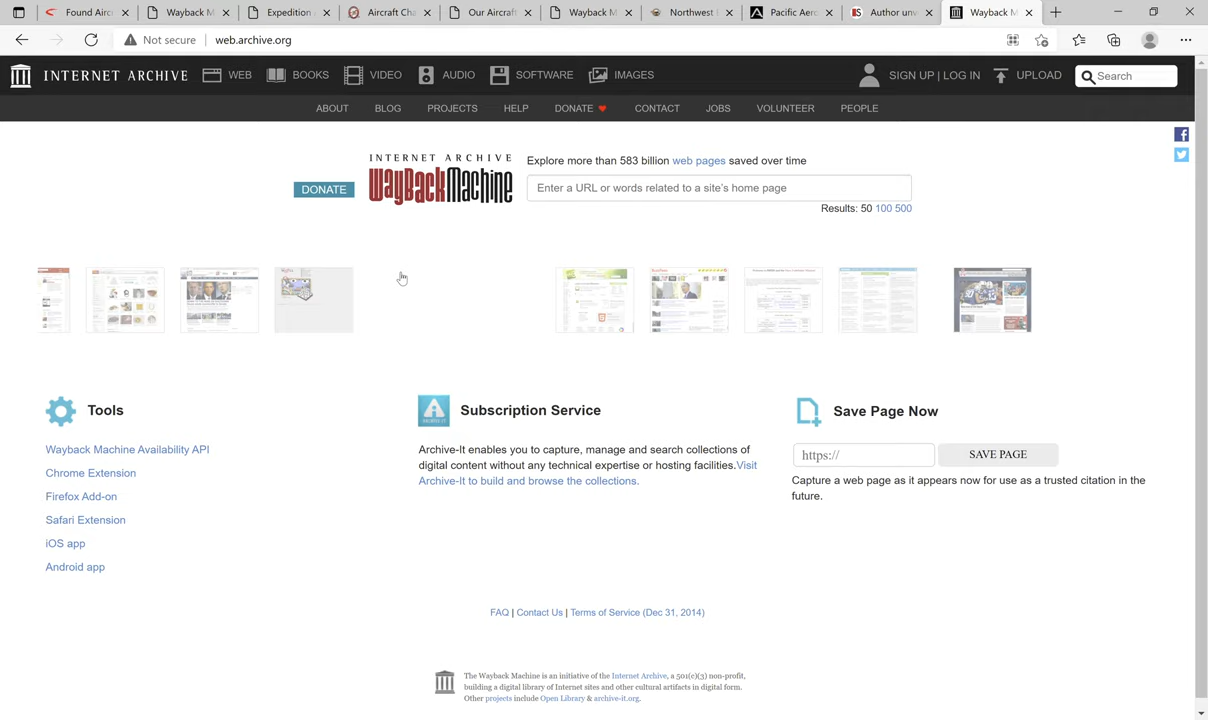 Found Airc
Wayback M
Expedition a
Aircraft Cha
Our Aircraft
Wayback M
Northwest
Pacific Aero
Author unv
Wayback M
Not secure
web.archive.org
INTERNET ARCHIVE
WEB
BOOKS
VIDEO
AUDIO
SOFTWARE
IMAGES
SIGN UP | LOG IN
UPLOAD
Search
ABOUT
BLOG
PROJECTS
HELP
DONATE
CONTACT
JOBS
VOLUNTEER
PEOPLE
DONATE
INTERNET ARCHIVE
WayBackMachine
Explore more than 583 billion web pages saved over time
Enter a URL or words related to a site's home page
Results: 50 100 500
Tools
Wayback Machine Availability API
Chrome Extension
Firefox Add-on
Safari Extension
iOS app
Android app
ARCHIVE-IT
Subscription Service
Archive-It enables you to capture, manage and search collections of
digital content without any technical expertise or hosting facilities.Visit
Archive-It to build and browse the collections.
Save Page Now
https://
SAVE PAGE
Capture a web page as it appears now for use as a trusted citation in the
future.
FAQ | Contact Us | Terms of Service (Dec 31, 2014)
The Wayback Machine is an initiative of the Internet Archive, a 501(c)(3) non-profit,
building a digital library of Internet sites and other cultural artifacts in digital form.
Other projects include Open Library & archive-it.org.